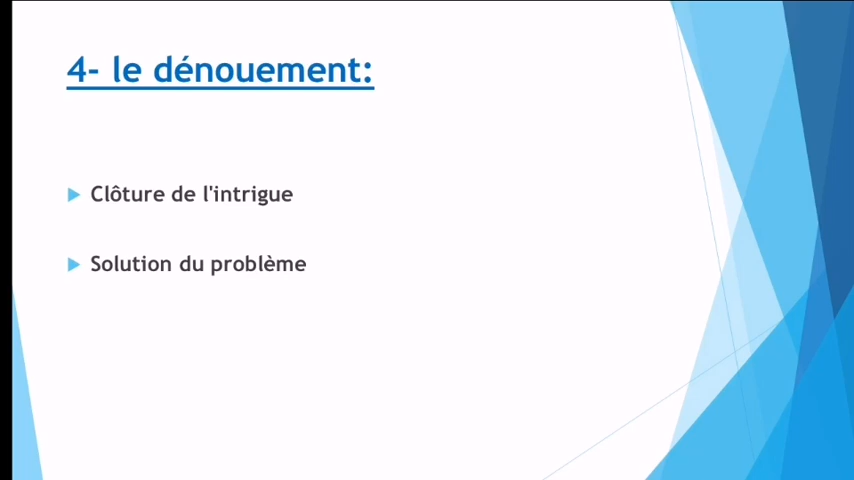 4- le dénouement:
Clôture de l'intrigue
Solution du problème